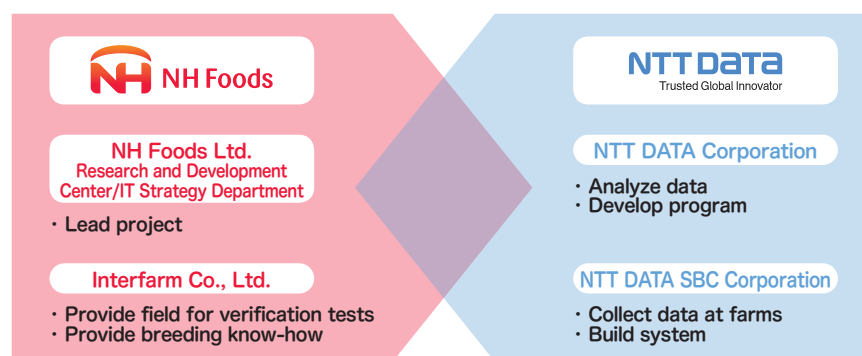 NH NH Foods
NH Foods Ltd.
Research and Development
Center/IT Strategy Department
・Lead project
Interfarm Co., Ltd.
・Provide field for verification tests
・Provide breeding know-how
NTT DATA
Trusted Global Innovator
NTT DATA Corporation
・Analyze data
・Develop program
NTT DATA SBC Corporation
・Collect data at farms
・Build system